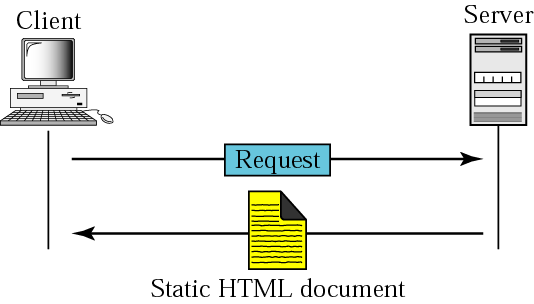 Client
Server
Request
Static HTML document